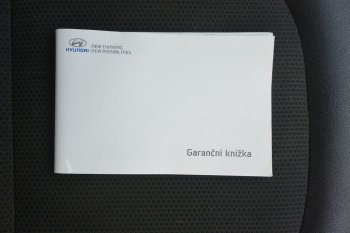 HYUNDAI
NEW THINKING.
NEW POSSIBILITIES.
Garanční knížka